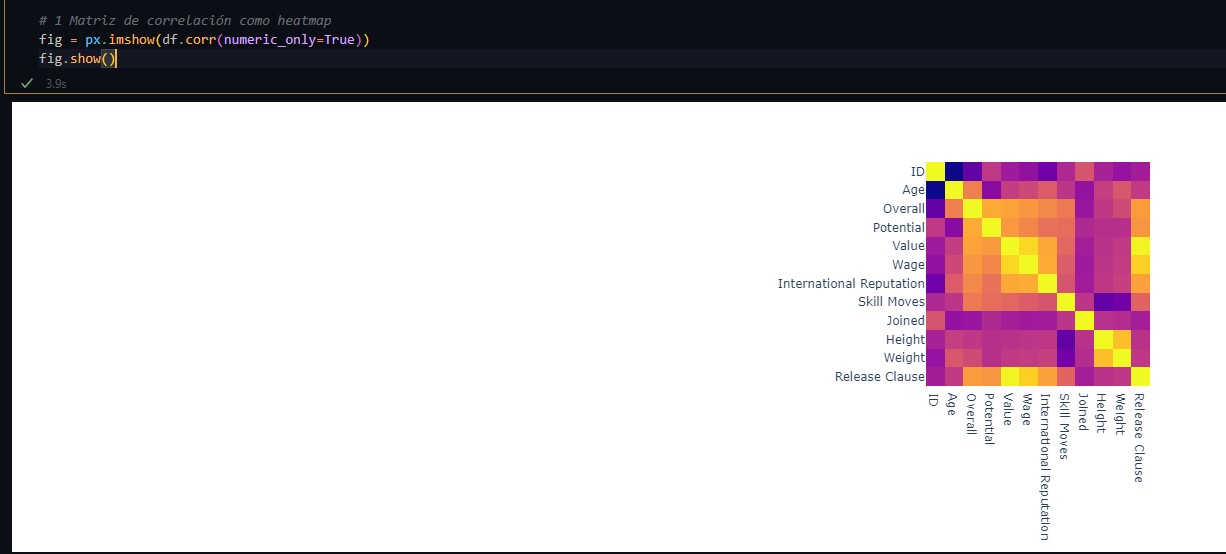 # 1 Matriz de correlación como heatmap
fig = px.imshow(df.corr(numeric_only=True))
fig.show()
3.9s
ID
Age
Overall
Potential
Value
Wage
International Reputation
Skill Moves
Joined
Height
Weight
Release Clause
ID
Age
Overall
Potential
Value
Wage
International Reputation
Skill Moves
Joined
Height
Weight
Release Clause